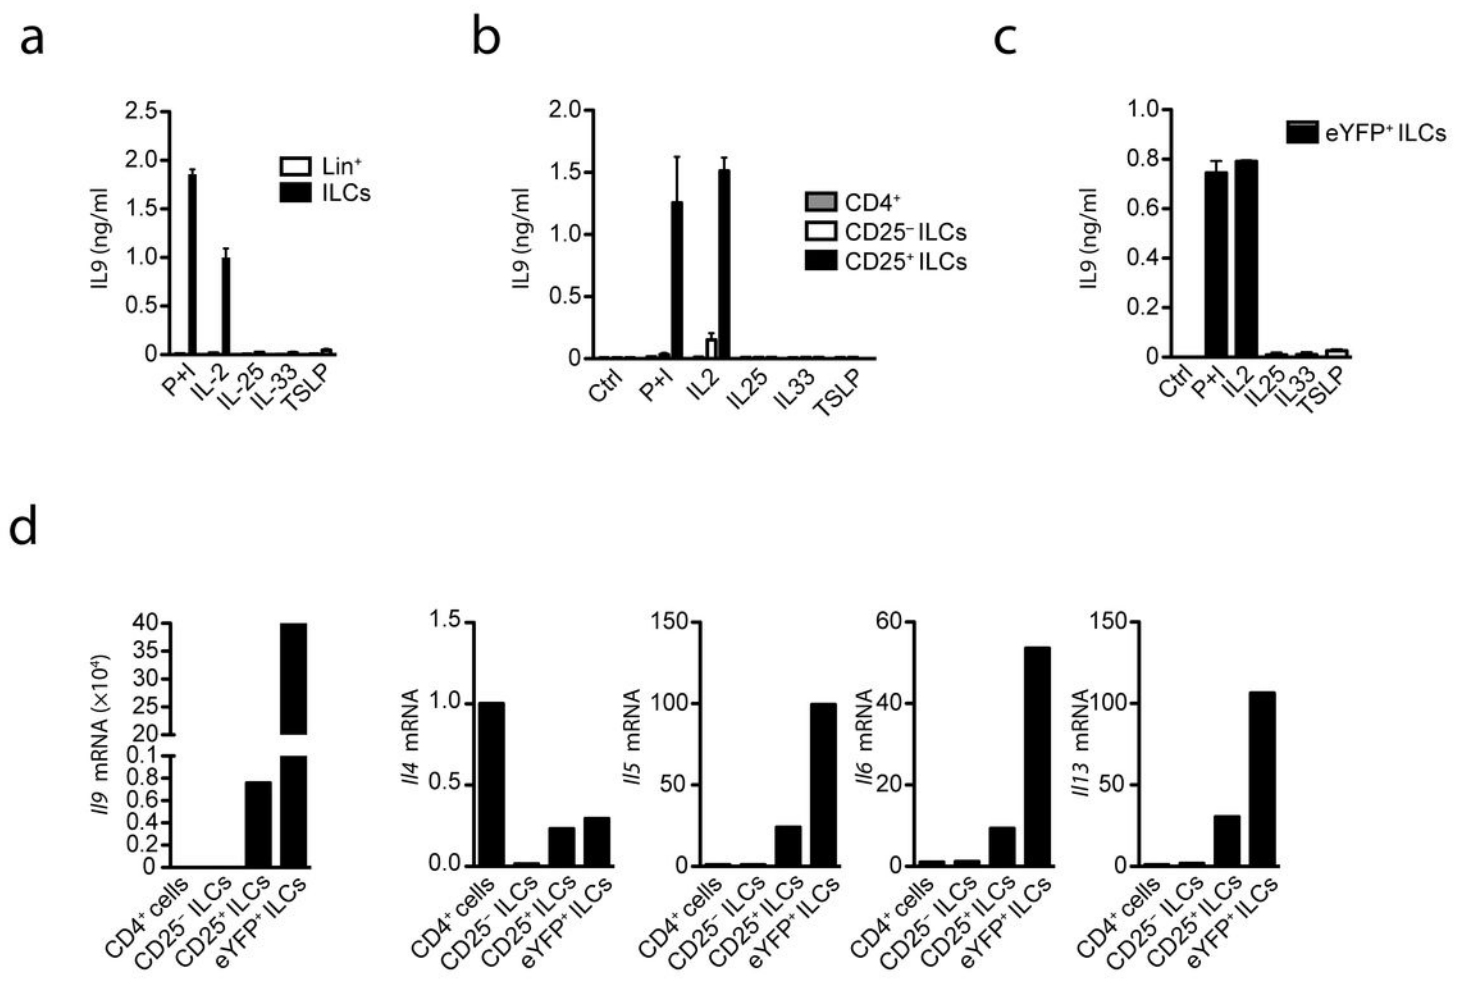 a
b
c
2.5
2.0
1.5
1.0
0.5
0
IL9 (ng/ml)
Lin+
ILCs
P+I
IL-2
IL-25
IL-33
TSLP
2.0
1.5
1.0
0.5
0
IL9 (ng/ml)
CD4+
CD25– ILCs
CD25+ ILCs
Ctrl
P+I
IL2
IL25
IL33
TSLP
1.0
0.8
0.6
0.4
0.2
0
IL9 (ng/ml)
eYFP+ ILCs
Ctrl
P+I
IL2
IL25
IL33
TSLP
d
40
35
30
25
20
0.1
0.8
0.6
0.4
0.2
0
Il9 mRNA (×10⁴)
CD4+ cells
CD25– ILCs
CD25+ ILCs
eYFP+ ILCs
1.5
1.0
0.5
0.0
Il4 mRNA
CD4+ cells
CD25– ILCs
CD25+ ILCs
eYFP+ ILCs
150
100
50
0
Il5 mRNA
CD4+ cells
CD25– ILCs
CD25+ ILCs
eYFP+ ILCs
60
40
20
0
Il6 mRNA
CD4+ cells
CD25– ILCs
CD25+ ILCs
eYFP+ ILCs
150
100
50
0
Il13 mRNA
CD4+ cells
CD25– ILCs
CD25+ ILCs
eYFP+ ILCs